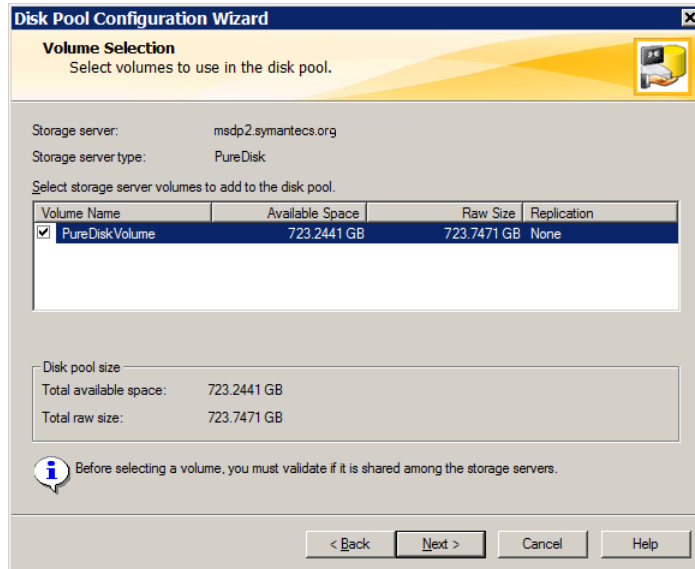 Disk Pool Configuration Wizard
Volume Selection
Select volumes to use in the disk pool.
Storage server: msdp2.symantecs.org
Storage server type: PureDisk
Select storage server volumes to add to the disk pool.
Volume Name Available Space Raw Size Replication
PureDiskVolume 723.2441 GB 723.7471 GB None
Disk pool size
Total available space: 723.2441 GB
Total raw size: 723.7471 GB
Before selecting a volume, you must validate if it is shared among the storage servers.
< Back Next > Cancel Help